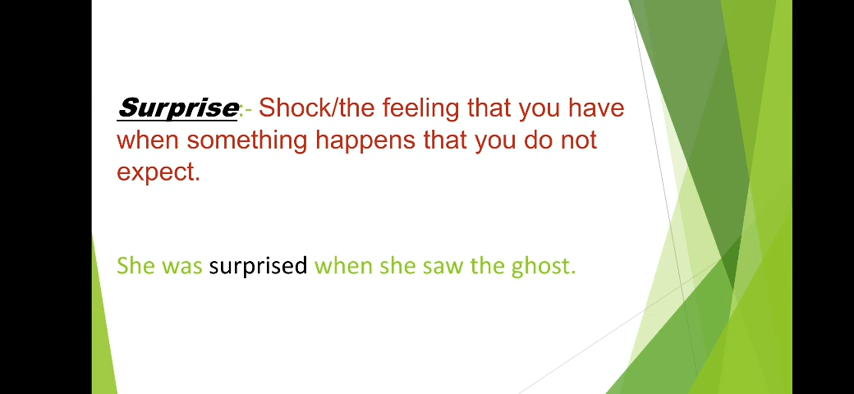 Surprise:- Shock/the feeling that you have
when something happens that you do not
expect.
She was surprised when she saw the ghost.